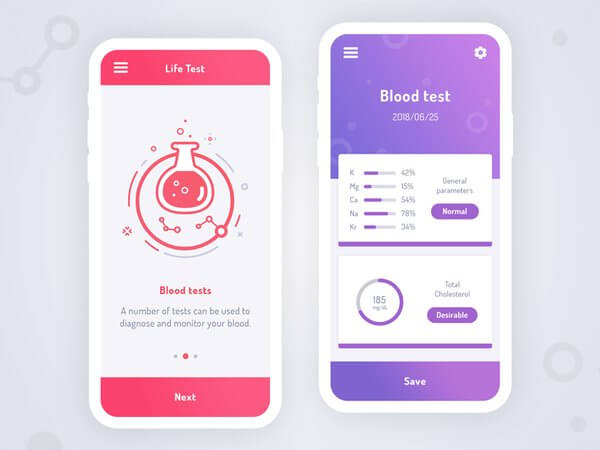 Life Test
Blood tests
A number of tests can be used to
diagnose and monitor your blood.
Next
Blood test
2018/06/25
K 42%
Mg 15%
Ca 54%
Na 78%
Kr 34%
General
parameters
Normal
185
mg/dL
Total
Cholesterol
Desirable
Save